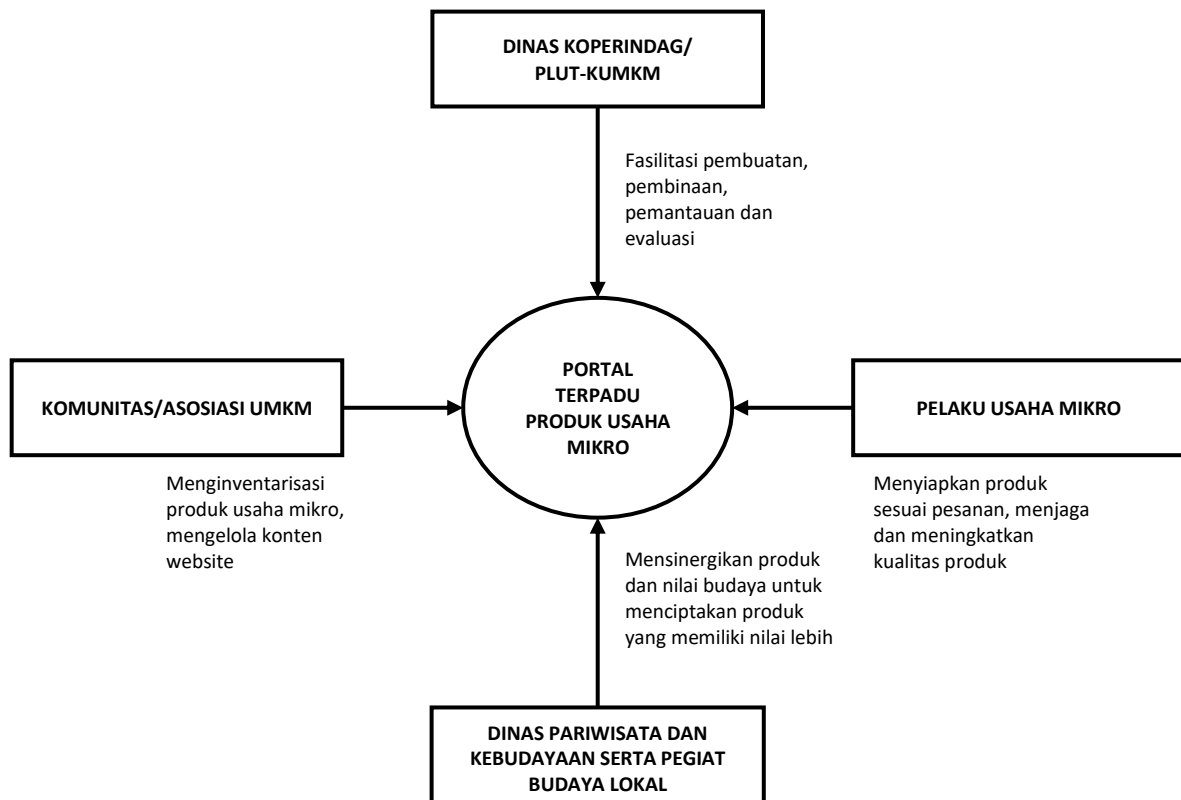 DINAS KOPERINDAG/
PLUT-KUMKM
Fasilitasi pembuatan,
pembinaan,
pemantauan dan
evaluasi
KOMUNITAS/ASOSIASI UMKM
PORTAL
TERPADU
PRODUK USAHA
MIKRO
PELAKU USAHA MIKRO
Menginventarisasi
produk usaha mikro,
mengelola konten
website
Menyiapkan produk
sesuai pesanan, menjaga
dan meningkatkan
kualitas produk
Mensinergikan produk
dan nilai budaya untuk
menciptakan produk
yang memiliki nilai lebih
DINAS PARIWISATA DAN
KEBUDAYAAN SERTA PEGIAT
BUDAYA LOKAL